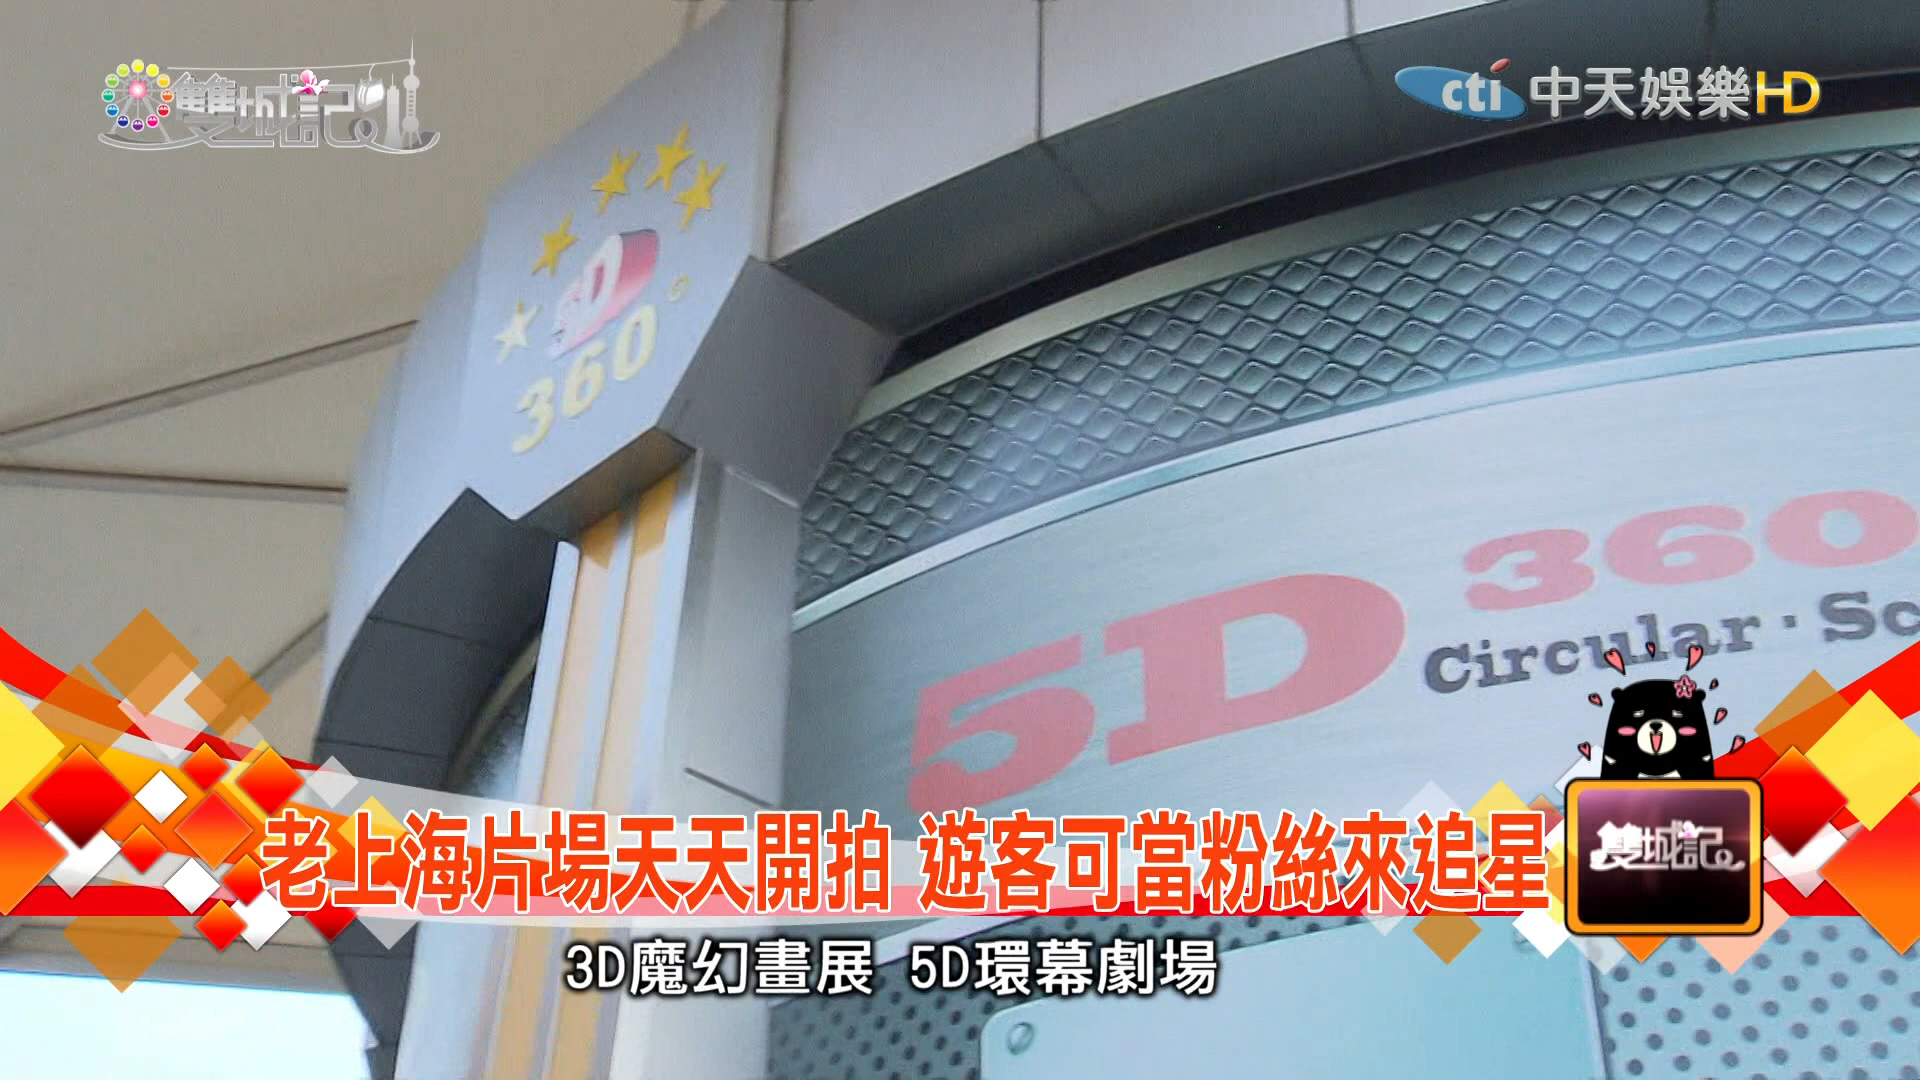 雙城記
cti 中天娛樂HD
5D
360°
5D 360
Circular · Sc
老上海片場天天開拍 遊客可當粉絲來追星
雙城記
3D魔幻畫展 5D環幕劇場